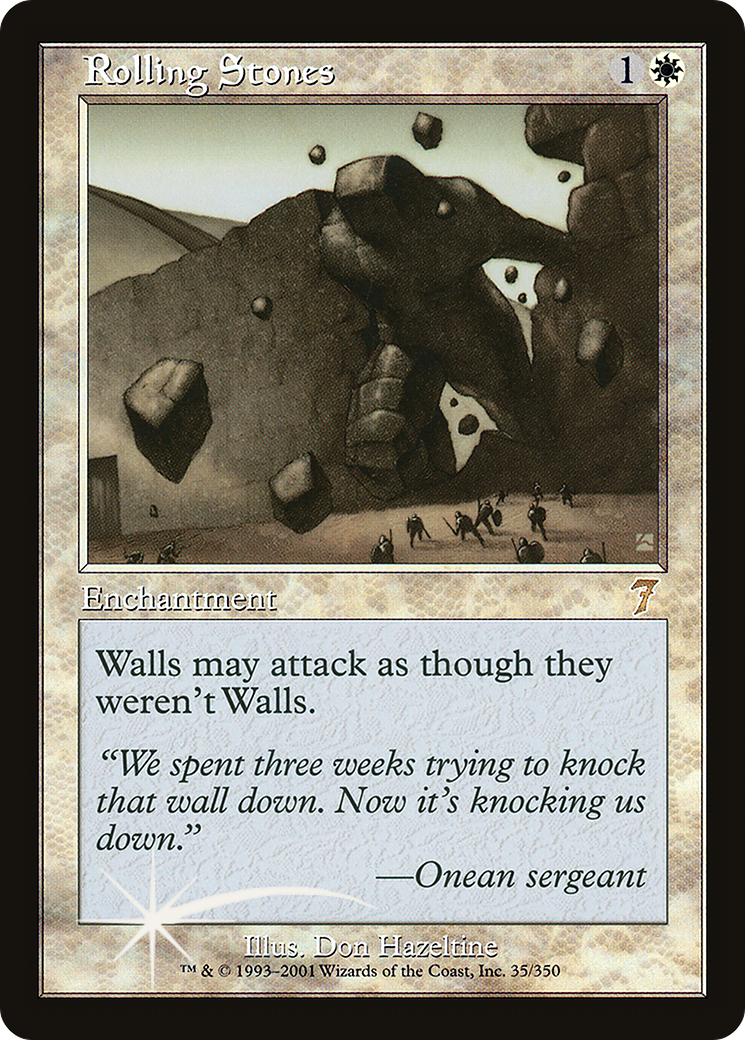 Rolling Stones 1
Enchantment 7
Walls may attack as though they
weren't Walls.
“We spent three weeks trying to knock
that wall down. Now it's knocking us
down.”
—Onean sergeant
Illus. Don Hazeltine
™ & © 1993–2001 Wizards of the Coast, Inc. 35/350